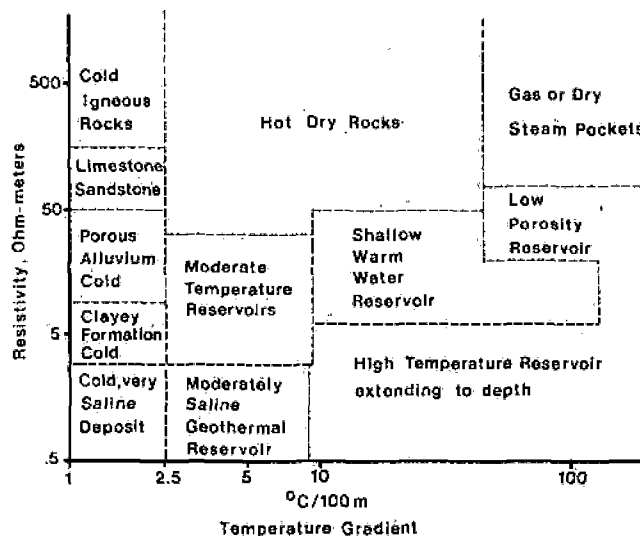 Resistivity, Ohm-meters
500
50
5
.5
Cold
Igneous
Rocks
Limestone
Sandstone
Porous
Alluvium
Cold
Clayey
Formation
Cold
Cold, very
Saline
Deposit
Hot Dry Rocks
Moderate
Temperature
Reservoirs
Moderately
Saline
Geothermal
Reservoir
Shallow
Warm
Water
Reservoir
Gas or Dry
Steam Pockets
Low
Porosity
Reservoir
High Temperature Reservoir
extending to depth
1 2.5 10 100
°C/100 m
Temperature Gradient